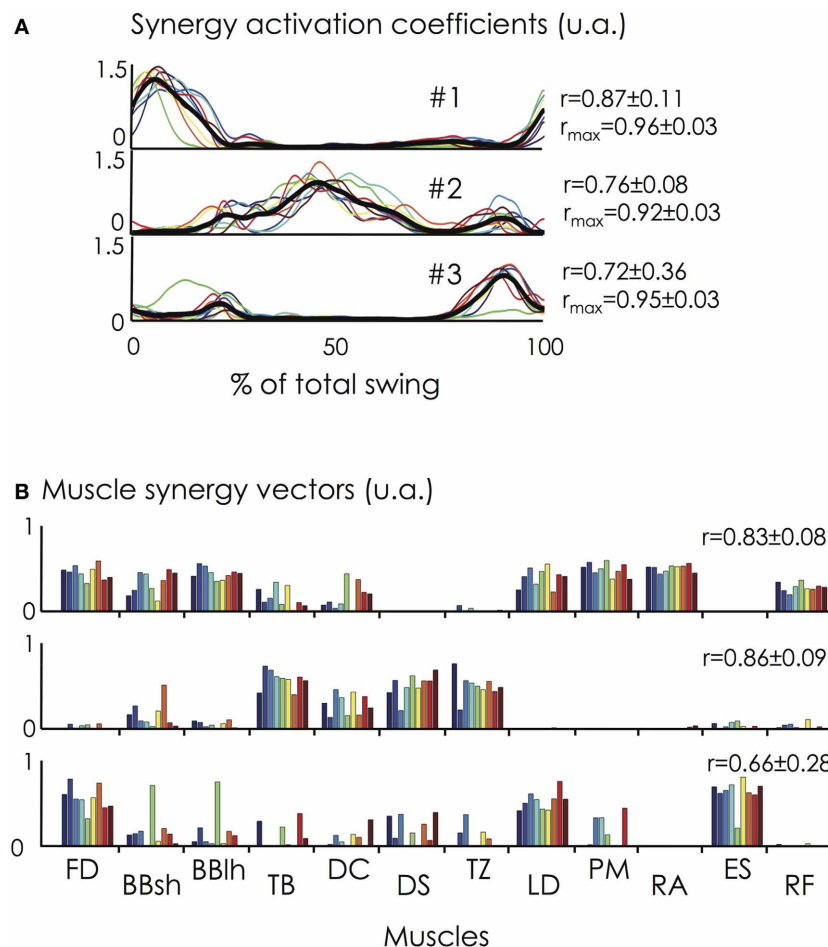 A Synergy activation coefficients (u.a.)
1.5
0
#1
r=0.87±0.11
rmax=0.96±0.03
1.5
0
#2
r=0.76±0.08
rmax=0.92±0.03
1.5
0
#3
r=0.72±0.36
rmax=0.95±0.03
0 50 100
% of total swing
B Muscle synergy vectors (u.a.)
1
0
r=0.83±0.08
1
0
r=0.86±0.09
1
0
r=0.66±0.28
FD BBsh BBlh TB DC DS TZ LD PM RA ES RF
Muscles